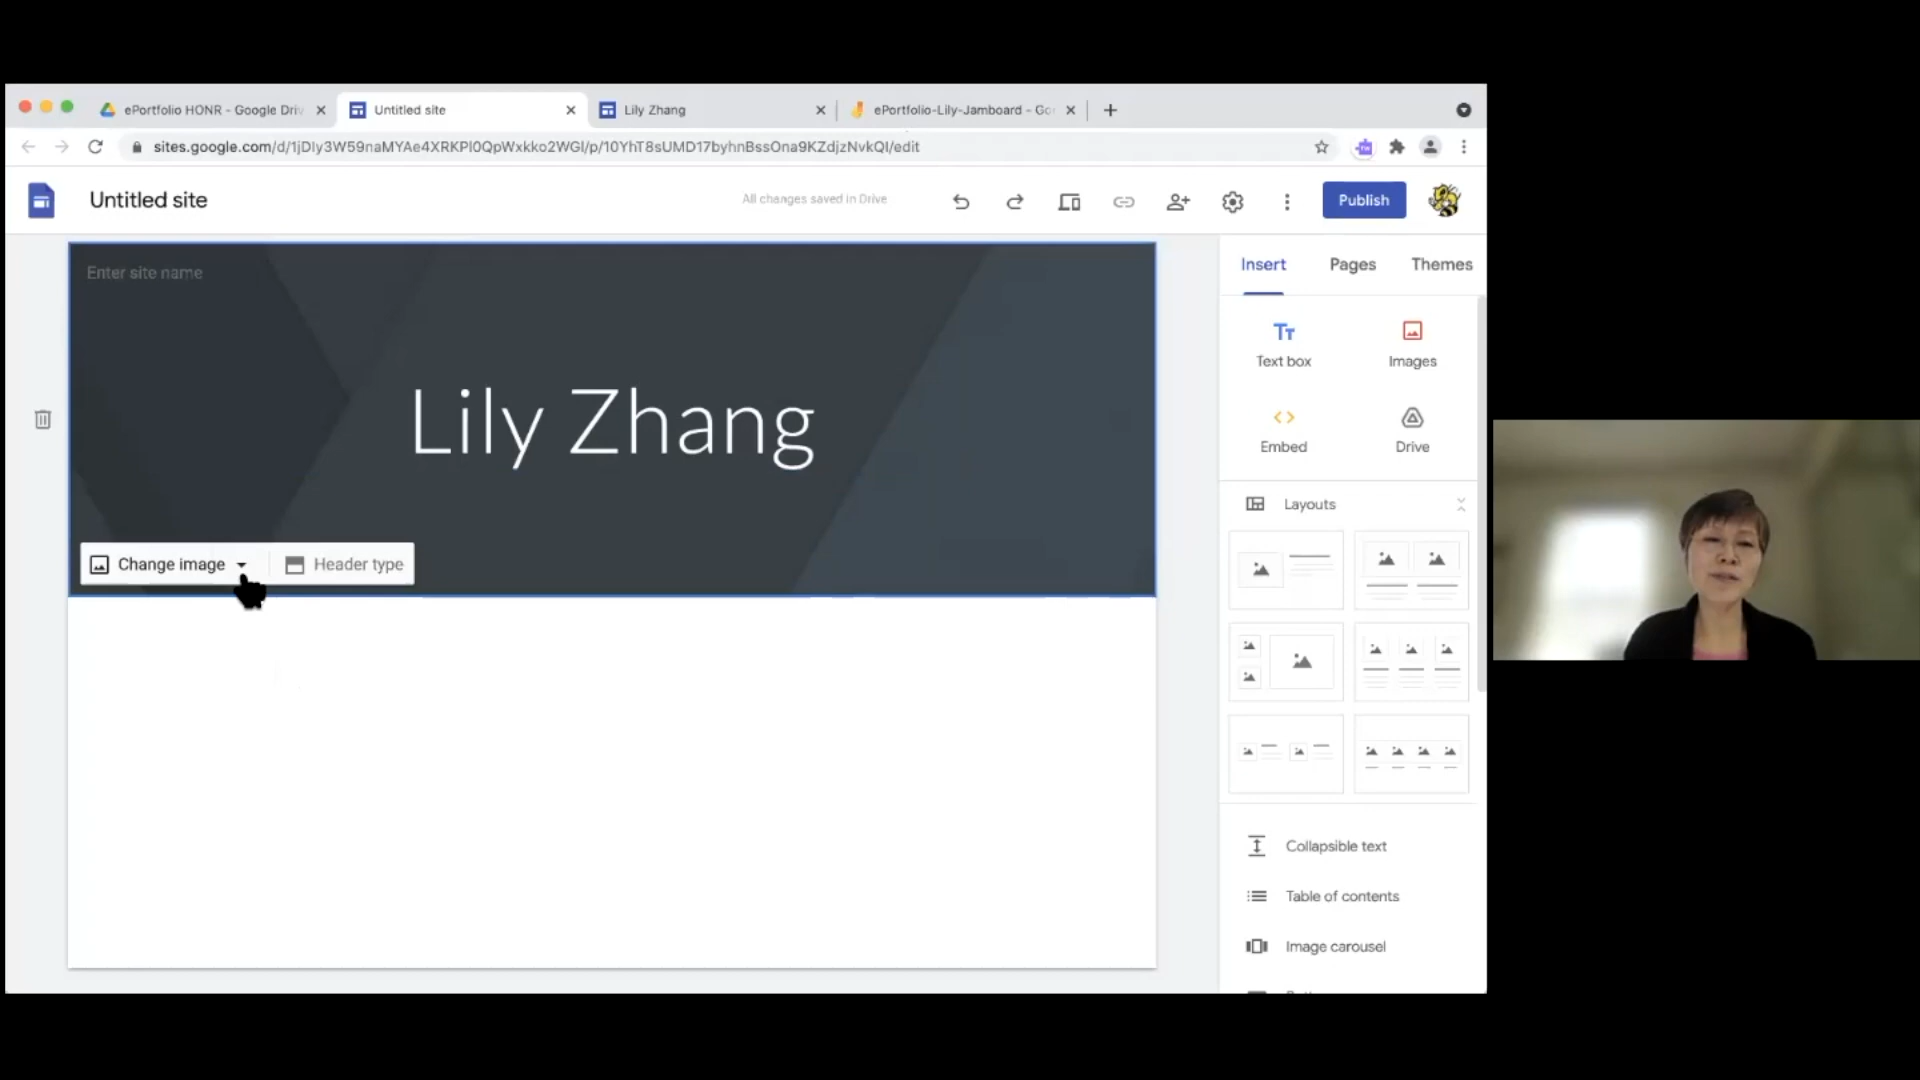 ePortfolio HONR - Google Driv
Untitled site
Lily Zhang
ePortfolio-Lily-Jamboard - Go
sites.google.com/d/1jDIy3W59naMYAe4XRKPl0QpWxkko2WGl/p/10YhT8sUMD17byhnBssOna9KZdjzNvkQI/edit
Untitled site
All changes saved in Drive
Publish
Enter site name
Lily Zhang
Change image
Header type
Insert
Pages
Themes
Text box
Images
Embed
Drive
Layouts
Collapsible text
Table of contents
Image carousel